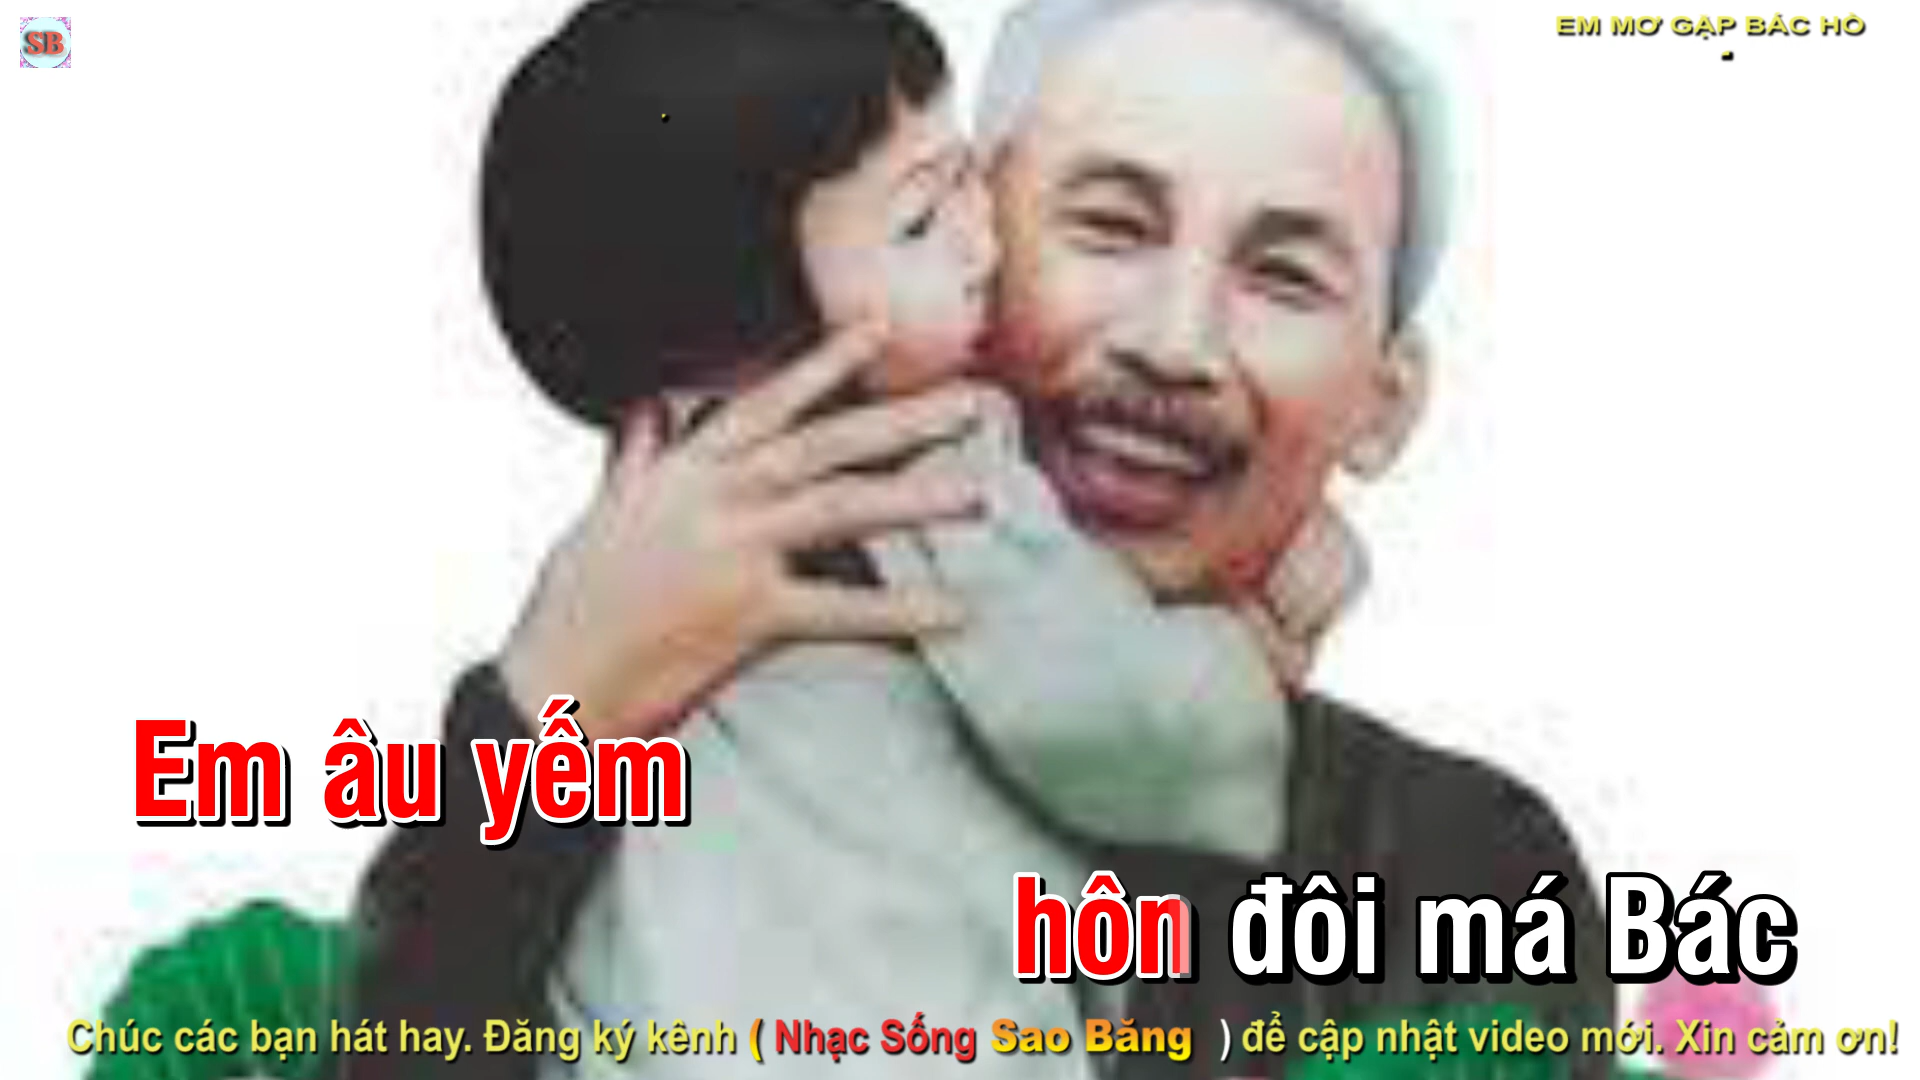 SB
EM MƠ GẶP BÁC HỒ
Em âu yếm
hôn đôi má Bác
Chúc các bạn hát hay. Đăng ký kênh ( Nhạc Sống Sao Băng ) để cập nhật video mới. Xin cảm ơn!